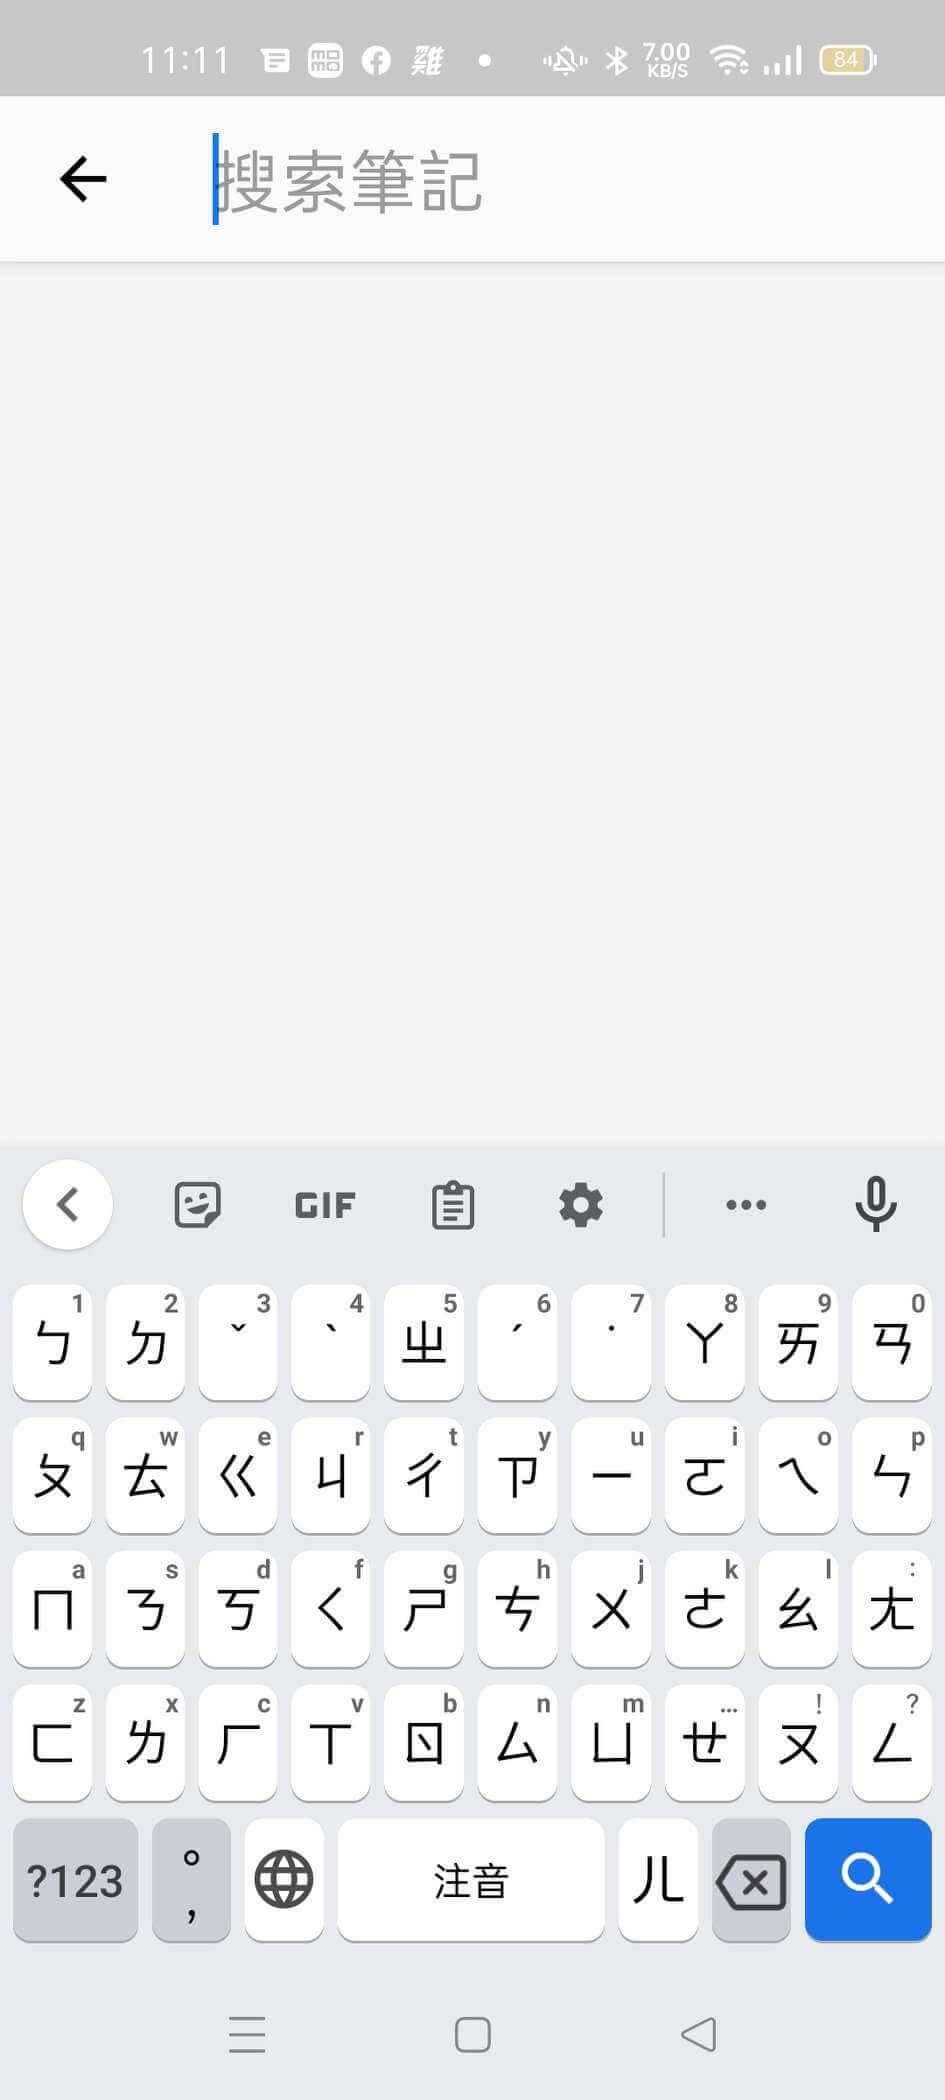 11:11 雞 7.00 KB/S 84
搜索筆記
GIF
1 2 3 4 5 6 7 8 9 0
ㄅ ㄉ ˇ ˋ ㄓ ˊ ˙ ㄚ ㄞ ㄢ
q w e r t y u i o p
ㄆ ㄊ ㄍ ㄐ ㄔ ㄗ ㄧ ㄛ ㄟ ㄣ
a s d f g h j k l :
ㄇ ㄋ ㄎ ㄑ ㄕ ㄘ ㄨ ㄜ ㄠ ㄤ
z x c v b n m … ! ?
ㄈ ㄌ ㄏ ㄒ ㄖ ㄙ ㄩ ㄝ ㄡ ㄥ
?123 。 , 注音 ㄦ